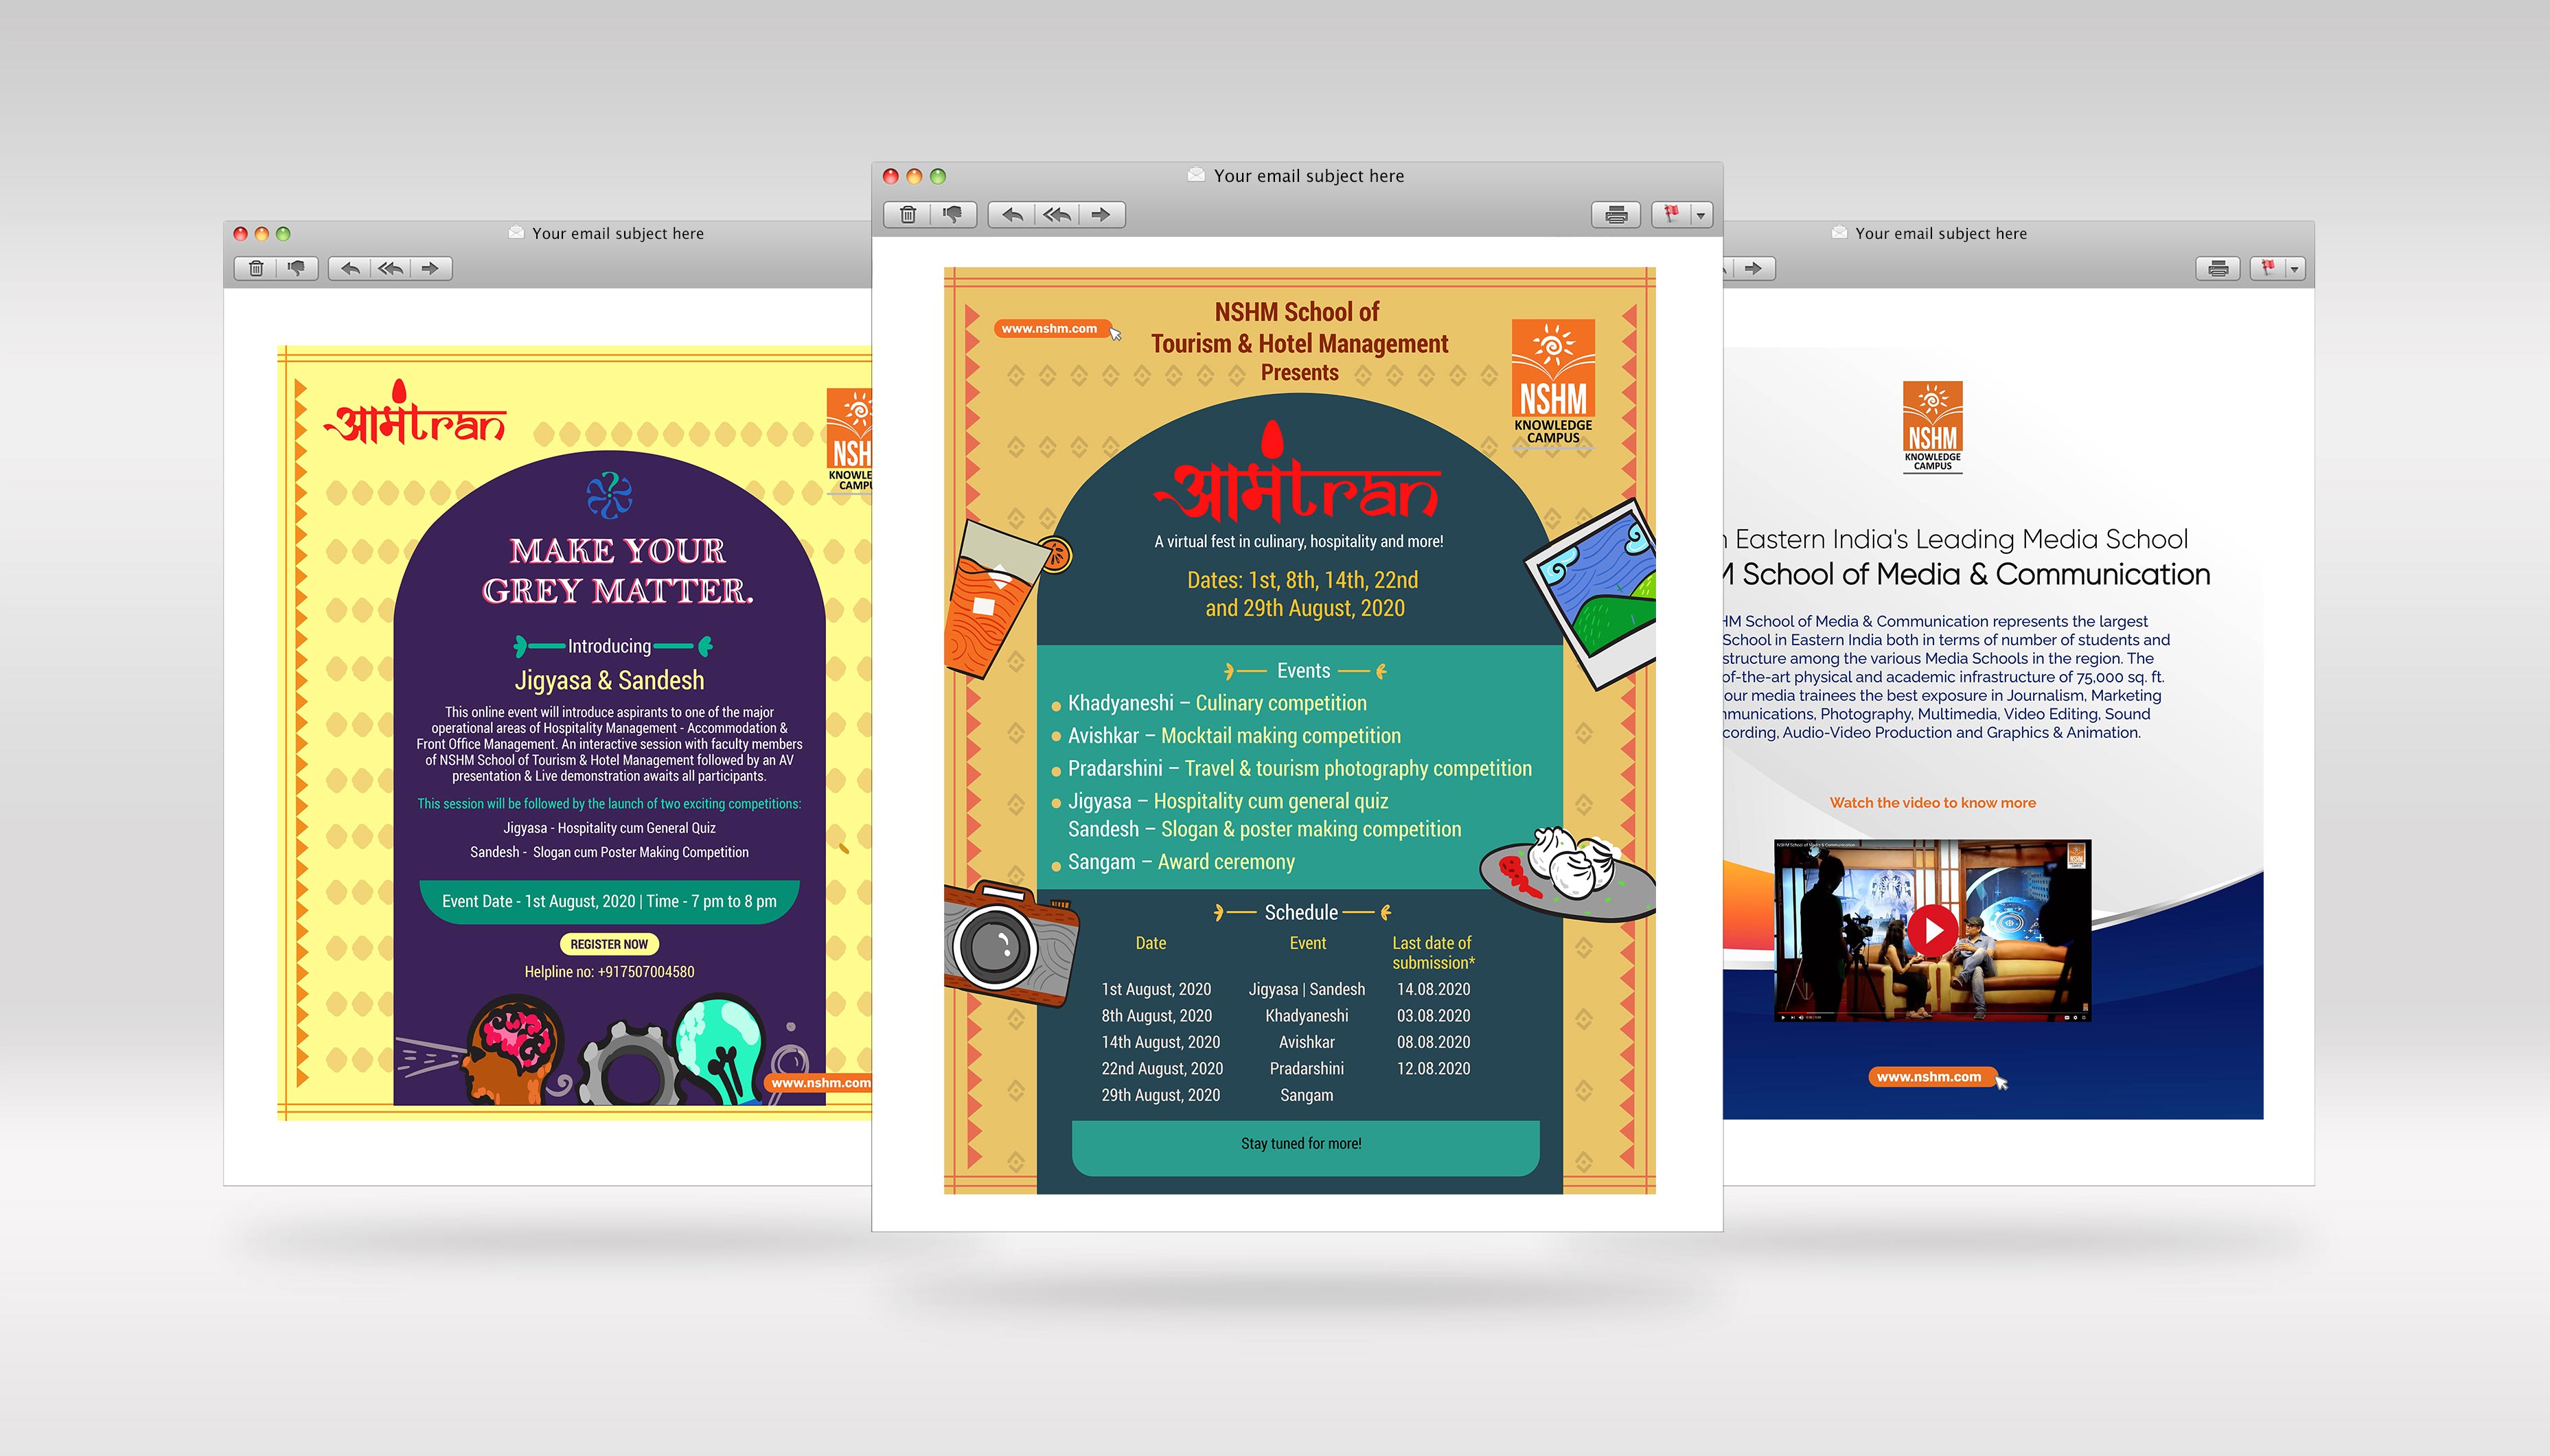 Your email subject here
आमंtran
NSHM
KNOWLEDGE
CAMPUS
MAKE YOUR
GREY MATTER.
Introducing
Jigyasa & Sandesh
This online event will introduce aspirants to one of the major
operational areas of Hospitality Management - Accommodation &
Front Office Management. An interactive session with faculty members
of NSHM School of Tourism & Hotel Management followed by an AV
presentation & Live demonstration awaits all participants.
This session will be followed by the launch of two exciting competitions:
Jigyasa - Hospitality cum General Quiz
Sandesh - Slogan cum Poster Making Competition
Event Date - 1st August, 2020 | Time - 7 pm to 8 pm
REGISTER NOW
Helpline no: +917507004580
www.nshm.com
Your email subject here
www.nshm.com
NSHM School of
Tourism & Hotel Management
Presents
NSHM
KNOWLEDGE
CAMPUS
आमंtran
A virtual fest in culinary, hospitality and more!
Dates: 1st, 8th, 14th, 22nd
and 29th August, 2020
Events
Khadyaneshi – Culinary competition
Avishkar – Mocktail making competition
Pradarshini – Travel & tourism photography competition
Jigyasa – Hospitality cum general quiz
Sandesh – Slogan & poster making competition
Sangam – Award ceremony
Schedule
Date Event Last date of
submission*
1st August, 2020 Jigyasa | Sandesh 14.08.2020
8th August, 2020 Khadyaneshi 03.08.2020
14th August, 2020 Avishkar 08.08.2020
22nd August, 2020 Pradarshini 12.08.2020
29th August, 2020 Sangam
Stay tuned for more!
Your email subject here
NSHM
KNOWLEDGE
CAMPUS
Eastern India's Leading Media School
School of Media & Communication
School of Media & Communication represents the largest
School in Eastern India both in terms of number of students and
structure among the various Media Schools in the region. The
of-the-art physical and academic infrastructure of 75,000 sq. ft.
our media trainees the best exposure in Journalism, Marketing
munications, Photography, Multimedia, Video Editing, Sound
cording, Audio-Video Production and Graphics & Animation.
Watch the video to know more
NSHM School of Media & Communication
NSHM
www.nshm.com